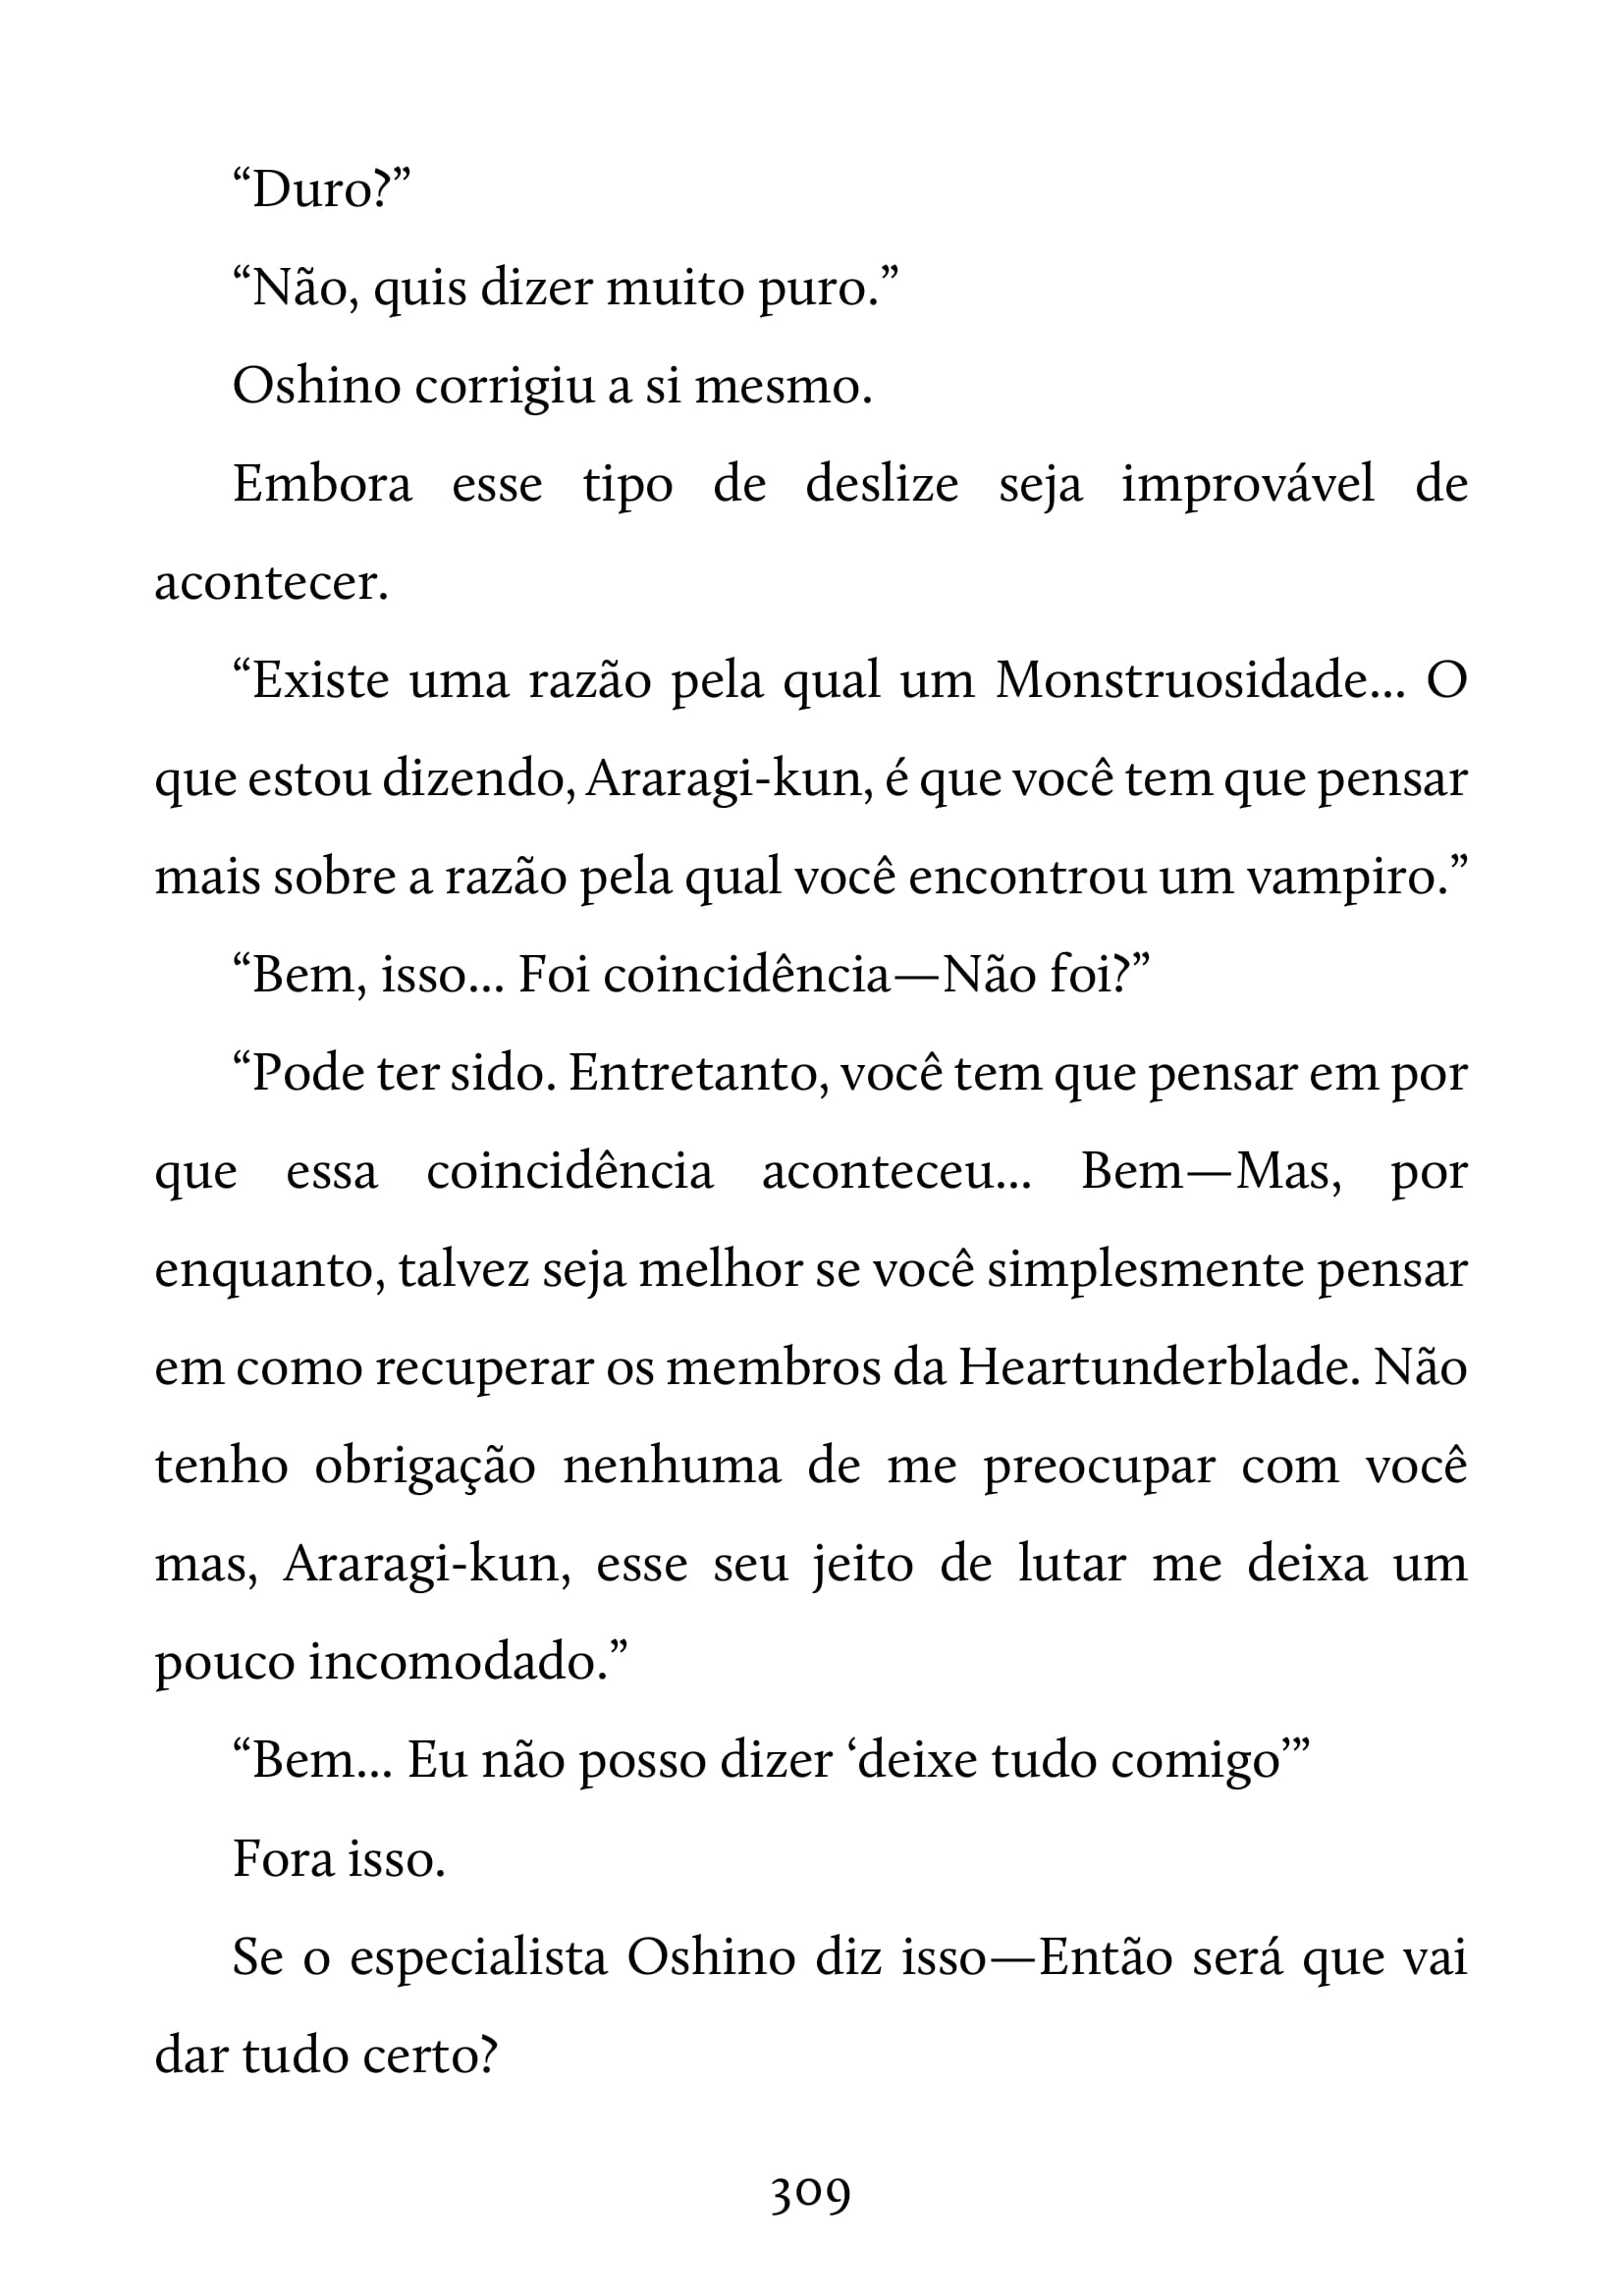 “Duro?”
“Não, quis dizer muito puro.”
Oshino corrigiu a si mesmo.
Embora esse tipo de deslize seja improvável de
acontecer.
“Existe uma razão pela qual um Monstruosidade... O
que estou dizendo, Araragi-kun, é que você tem que pensar
mais sobre a razão pela qual você encontrou um vampiro.”
“Bem, isso... Foi coincidência—Não foi?”
“Pode ter sido. Entretanto, você tem que pensar em por
que essa coincidência aconteceu... Bem—Mas, por
enquanto, talvez seja melhor se você simplesmente pensar
em como recuperar os membros da Heartunderblade. Não
tenho obrigação nenhuma de me preocupar com você
mas, Araragi-kun, esse seu jeito de lutar me deixa um
pouco incomodado.”
“Bem... Eu não posso dizer ‘deixe tudo comigo’”
Fora isso.
Se o especialista Oshino diz isso—Então será que vai
dar tudo certo?
309